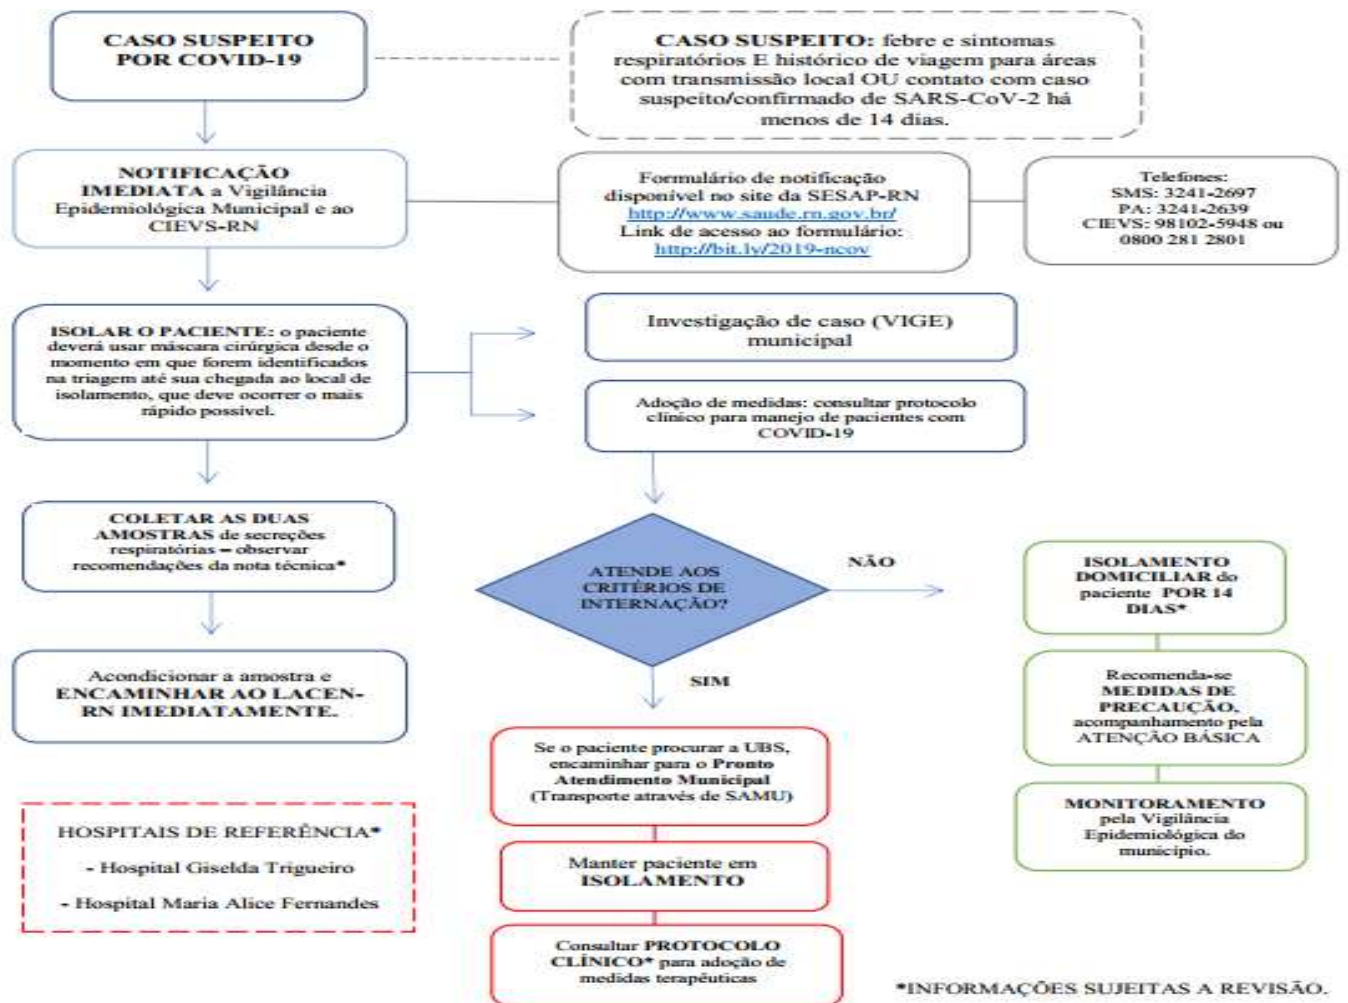 CASO SUSPEITO
POR COVID-19
CASO SUSPEITO: febre e sintomas
respiratórios E histórico de viagem para áreas
com transmissão local OU contato com caso
suspeito/confirmado de SARS-CoV-2 há
menos de 14 dias.
NOTIFICAÇÃO
IMEDIATA a Vigilância
Epidemiológica Municipal e ao
CIEVS-RN
Formulário de notificação
disponível no site da SESAP-RN
http://www.saude.rn.gov.br/
Link de acesso ao formulário:
http://bit.ly/2019-ncov
Telefones:
SMS: 3241-2697
PA: 3241-2639
CIEVS: 98102-5948 ou
0800 281 2801
ISOLAR O PACIENTE: o paciente
deverá usar máscara cirúrgica desde o
momento em que forem identificados
na triagem até sua chegada ao local de
isolamento, que deve ocorrer o mais
rápido possível.
Investigação de caso (VIGE)
municipal
Adoção de medidas: consultar protocolo
clínico para manejo de pacientes com
COVID-19
COLETAR AS DUAS
AMOSTRAS de secreções
respiratórias – observar
recomendações da nota técnica*
Acondicionar a amostra e
ENCAMINHAR AO LACEN-
RN IMEDIATAMENTE.
ATENDE AOS
CRITÉRIOS DE
INTERNAÇÃO?
NÃO
SIM
ISOLAMENTO
DOMICILIAR do
paciente POR 14
DIAS*
Recomenda-se
MEDIDAS DE
PRECAUÇÃO,
acompanhamento pela
ATENÇÃO BÁSICA
MONITORAMENTO
pela Vigilância
Epidemiológica do
município.
Se o paciente procurar a UBS,
encaminhar para o Pronto
Atendimento Municipal
(Transporte através de SAMU)
Manter paciente em
ISOLAMENTO
Consultar PROTOCOLO
CLÍNICO* para adoção de
medidas terapêuticas
HOSPITAIS DE REFERÊNCIA*
- Hospital Giselda Trigueiro
- Hospital Maria Alice Fernandes
*INFORMAÇÕES SUJEITAS A REVISÃO.